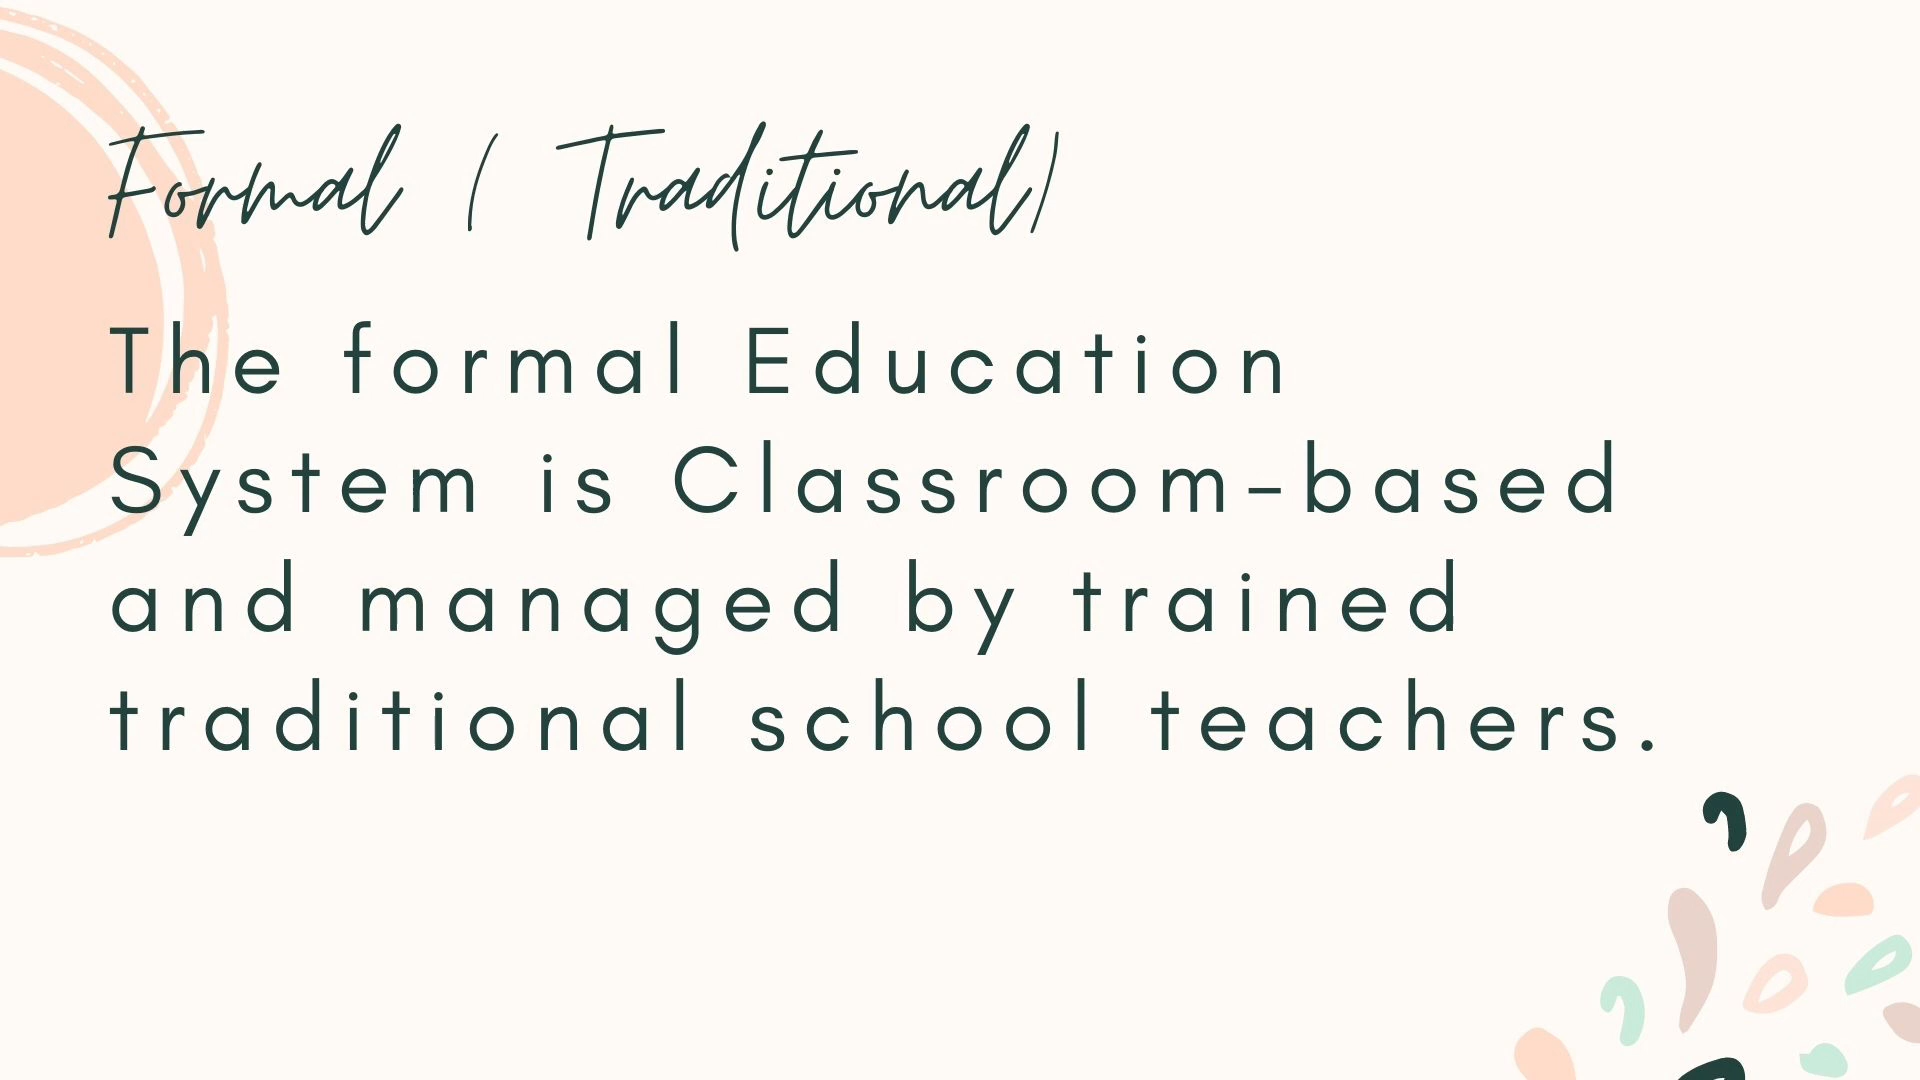 Formal ( Traditional)
The formal Education
System is Classroom-based
and managed by trained
traditional school teachers.